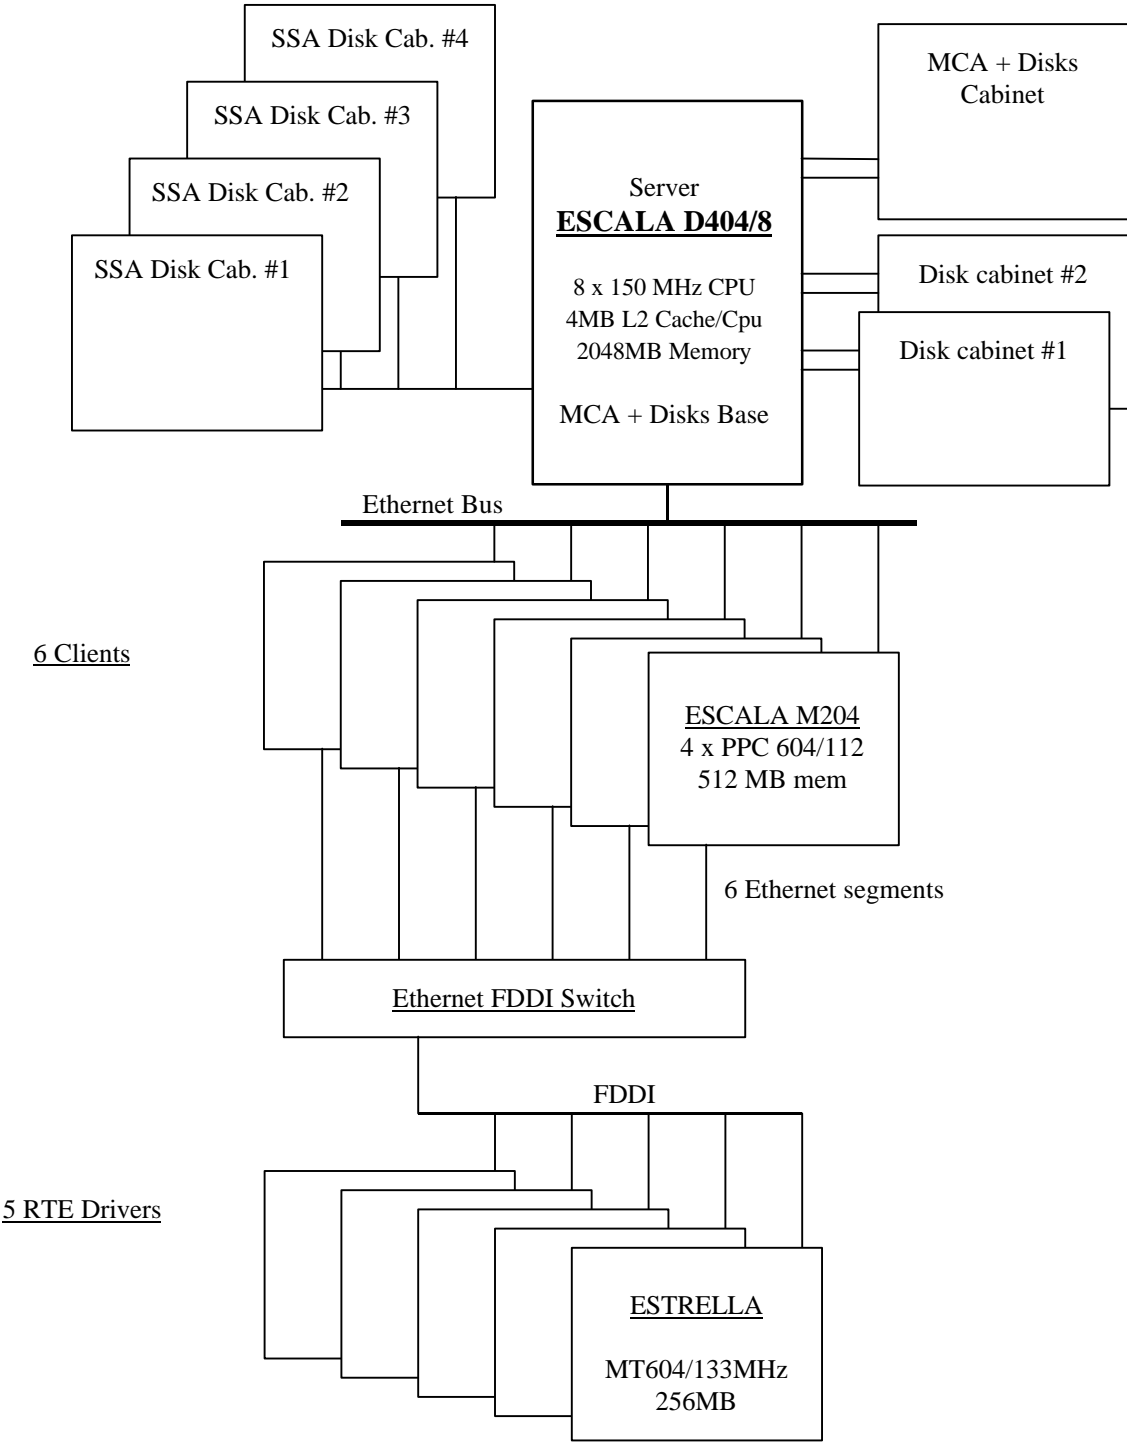 SSA Disk Cab. #4
SSA Disk Cab. #3
SSA Disk Cab. #2
SSA Disk Cab. #1
Server
ESCALA D404/8
8 x 150 MHz CPU
4MB L2 Cache/Cpu
2048MB Memory
MCA + Disks Base
MCA + Disks
Cabinet
Disk cabinet #2
Disk cabinet #1
Ethernet Bus
6 Clients
ESCALA M204
4 x PPC 604/112
512 MB mem
6 Ethernet segments
Ethernet FDDI Switch
FDDI
5 RTE Drivers
ESTRELLA
MT604/133MHz
256MB